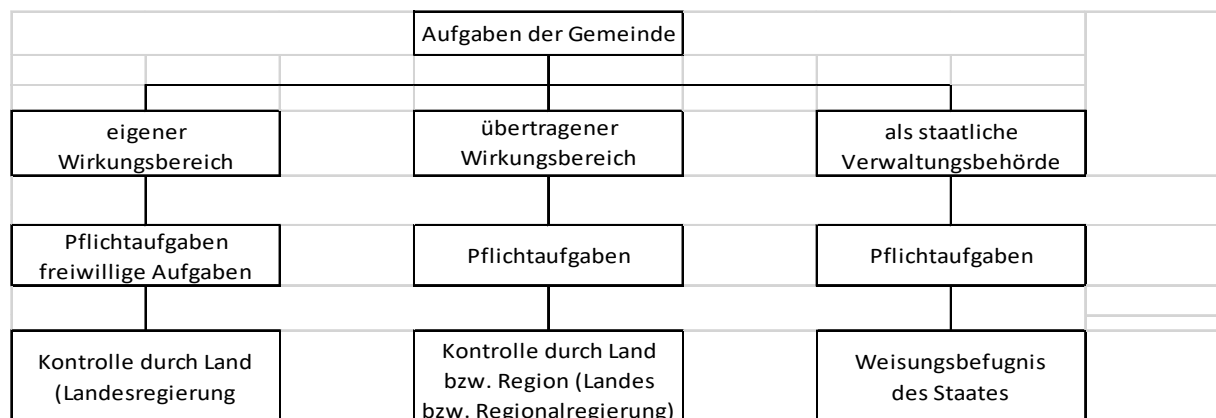 Aufgaben der Gemeinde
eigener
Wirkungsbereich
übertragener
Wirkungsbereich
als staatliche
Verwaltungsbehörde
Pflichtaufgaben
freiwillige Aufgaben
Pflichtaufgaben
Pflichtaufgaben
Kontrolle durch Land
(Landesregierung
Kontrolle durch Land
bzw. Region (Landes
bzw. Regionalregierung)
Weisungsbefugnis
des Staates